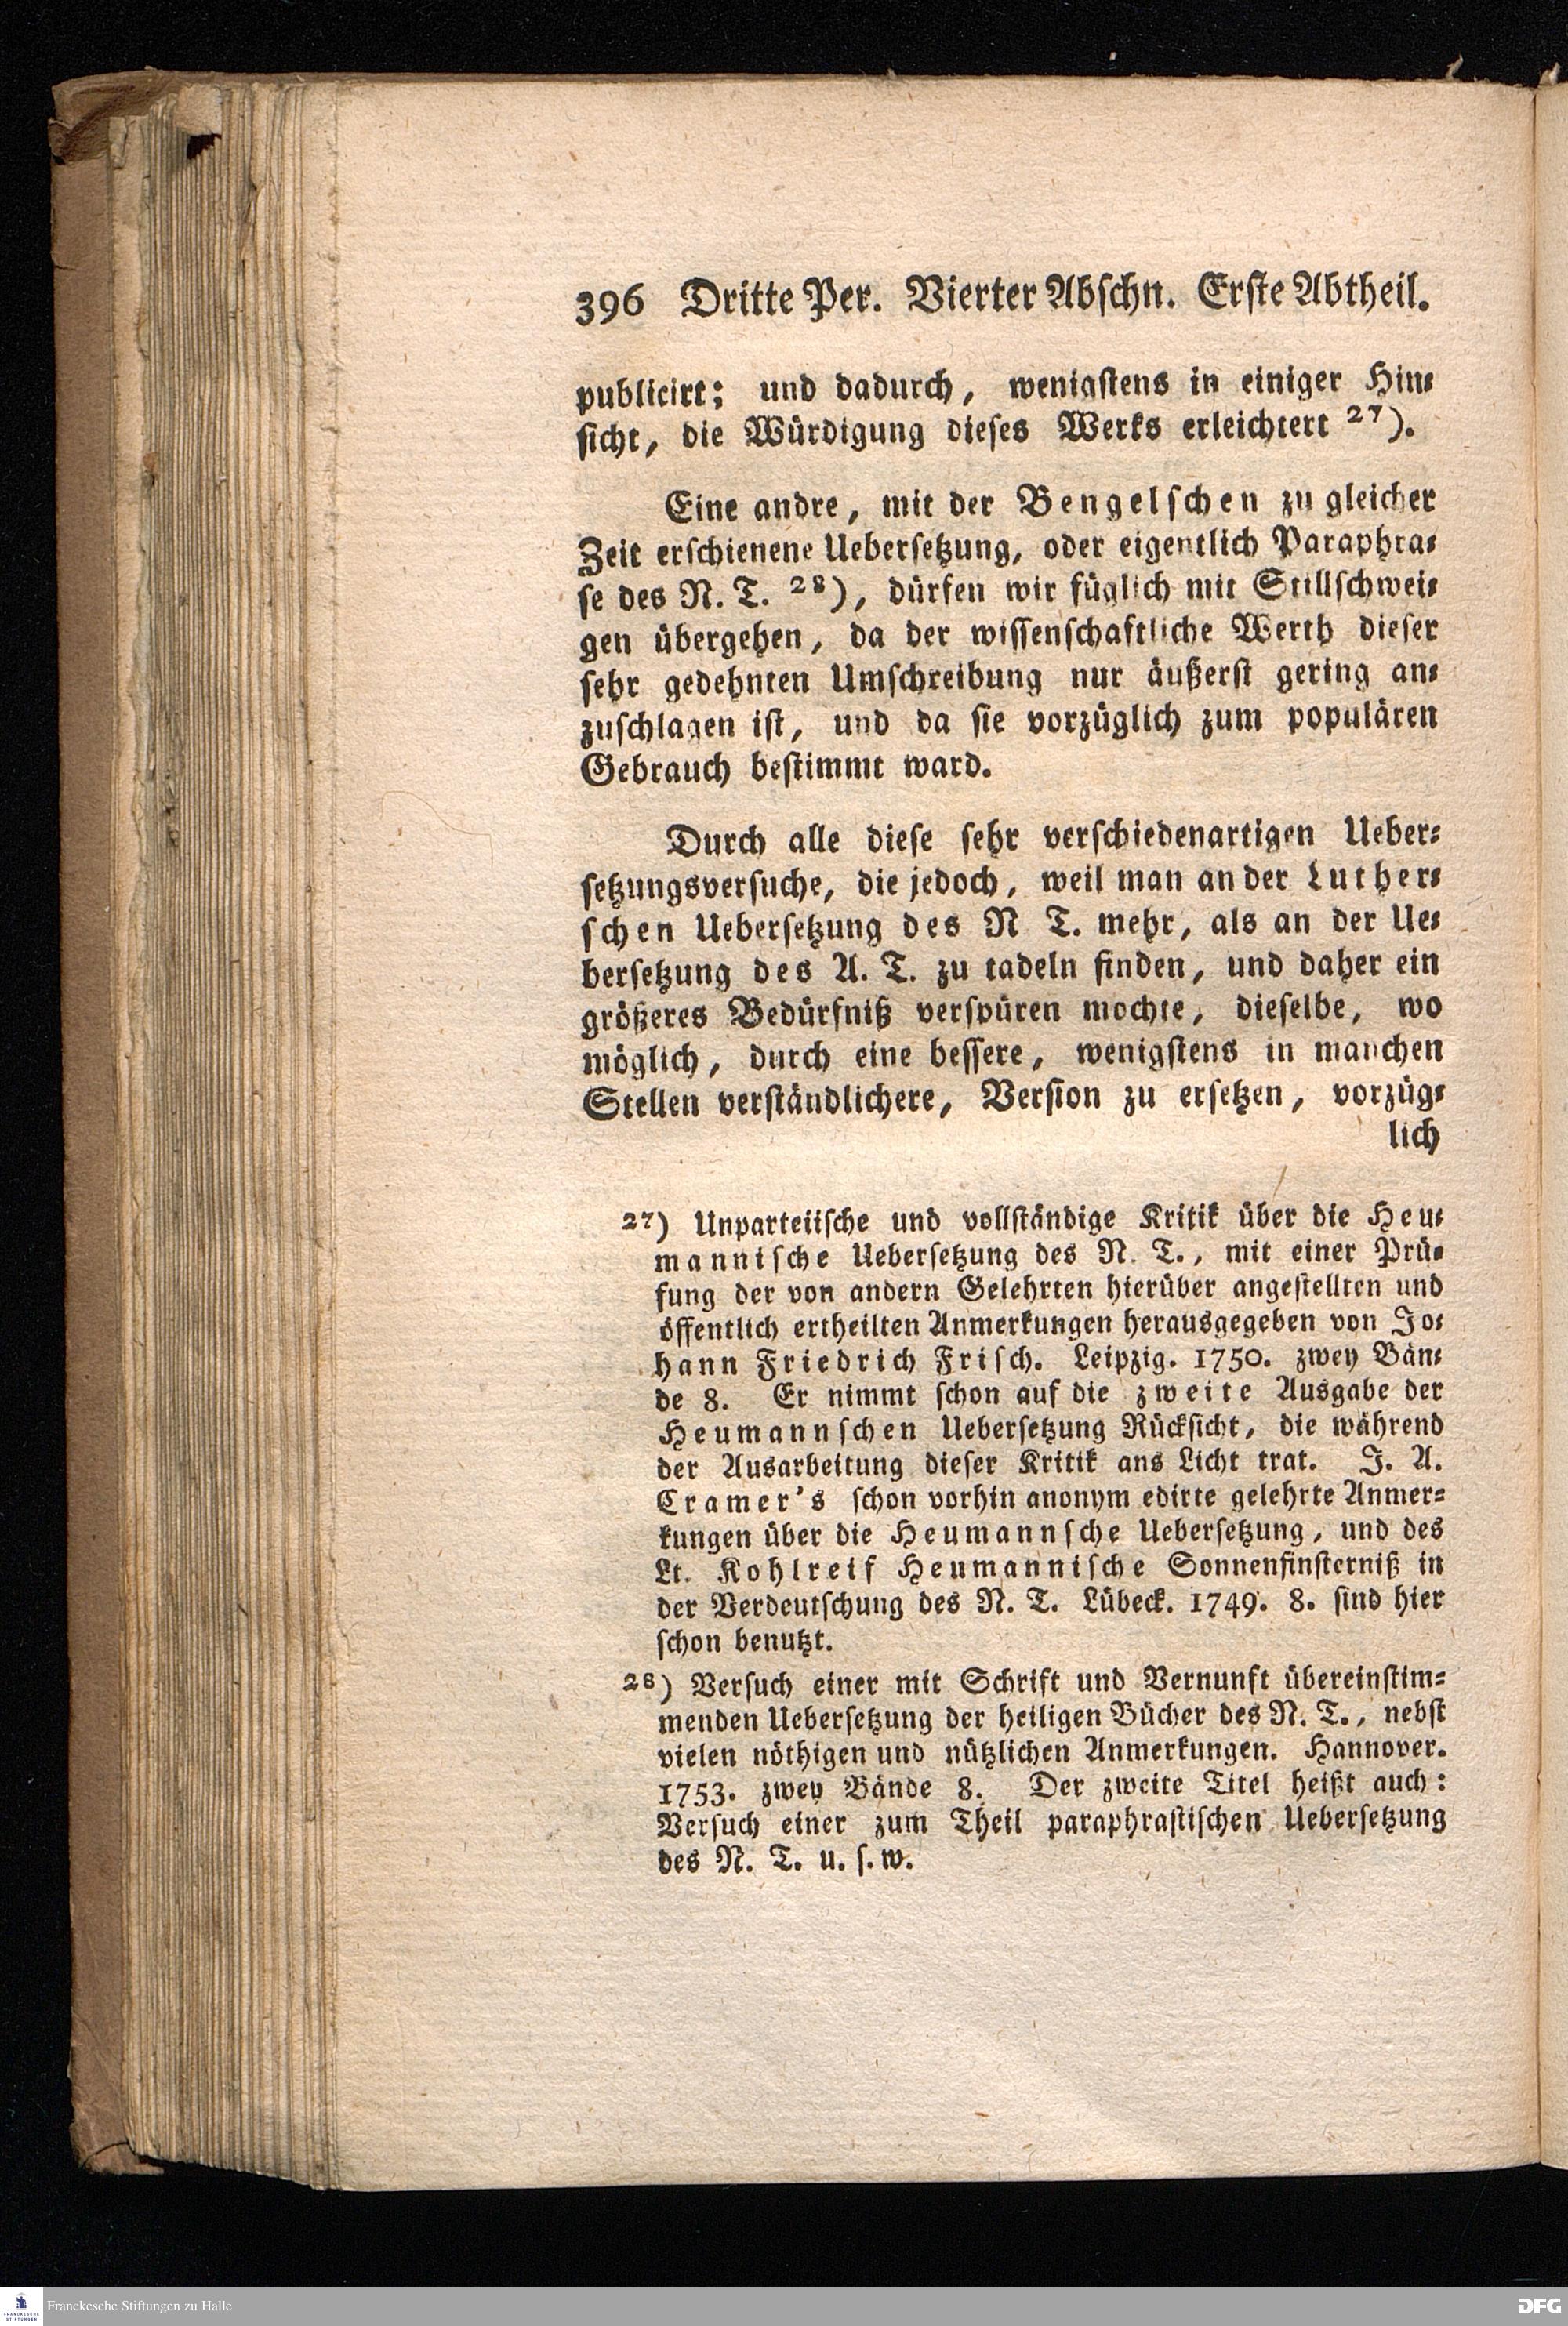 396 Dritte Per. Vierter Abschn. Erste Abtheil.
publicirt; und dadurch, wenigstens in einiger Hin-
sicht, die Würdigung dieses Werks erleichtert 27).
Eine andre, mit der Bengelschen zu gleicher
Zeit erschienene Uebersetzung, oder eigentlich Paraphra-
se des N. T. 28), dürfen wir füglich mit Stillschwei-
gen übergehen, da der wissenschaftliche Werth dieser
sehr gedehnten Umschreibung nur äußerst gering an-
zuschlagen ist, und da sie vorzüglich zum populären
Gebrauch bestimmt ward.
Durch alle diese sehr verschiedenartigen Ueber-
setzungsversuche, die jedoch, weil man an der Luther-
schen Uebersetzung des N T. mehr, als an der Ue-
bersetzung des A. T. zu tadeln finden, und daher ein
größeres Bedürfniß verspüren mochte, dieselbe, wo
möglich, durch eine bessere, wenigstens in manchen
Stellen verständlichere, Version zu ersetzen, vorzüg-
lich
27) Unparteiische und vollständige Kritik über die Heu-
mannische Uebersetzung des N. T., mit einer Prü-
fung der von andern Gelehrten hierüber angestellten und
öffentlich ertheilten Anmerkungen herausgegeben von Jo-
hann Friedrich Frisch. Leipzig. 1750. zwey Bän-
de 8. Er nimmt schon auf die zweite Ausgabe der
Heumannschen Uebersetzung Rücksicht, die während
der Ausarbeitung dieser Kritik ans Licht trat. J. A.
Cramer's schon vorhin anonym edirte gelehrte Anmer-
kungen über die Heumannsche Uebersetzung, und des
Lt. Kohlreif Heumannische Sonnenfinsterniß in
der Verdeutschung des N. T. Lübeck. 1749. 8. sind hier
schon benutzt.
28) Versuch einer mit Schrift und Vernunft übereinstim-
menden Uebersetzung der heiligen Bücher des N. T., nebst
vielen nöthigen und nützlichen Anmerkungen. Hannover.
1753. zwey Bände 8. Der zweite Titel heißt auch:
Versuch einer zum Theil paraphrastischen Uebersetzung
des N. T. u. s. w.
FRANCKESCHE
STIFTUNGEN
Franckesche Stiftungen zu Halle
DFG